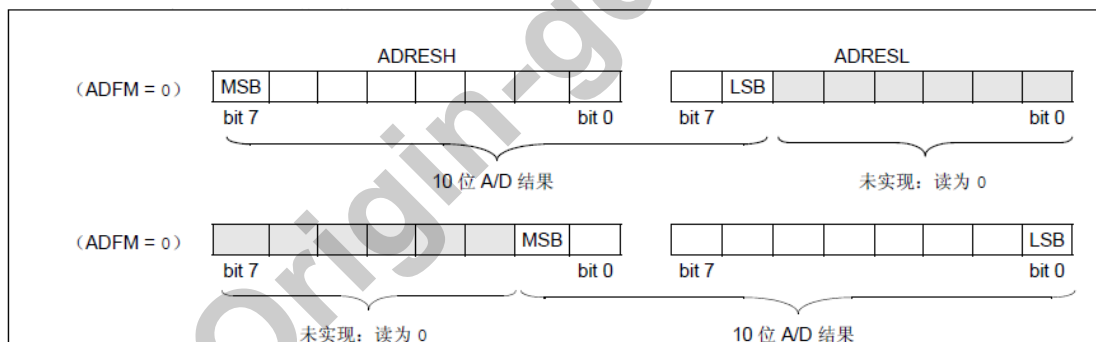 ADRESH ADRESL
（ADFM = 0） MSB LSB
bit 7 bit 0 bit 7 bit 0
10 位 A/D 结果 未实现：读为 0
（ADFM = 0） MSB LSB
bit 7 bit 0 bit 7 bit 0
未实现：读为 0 10 位 A/D 结果